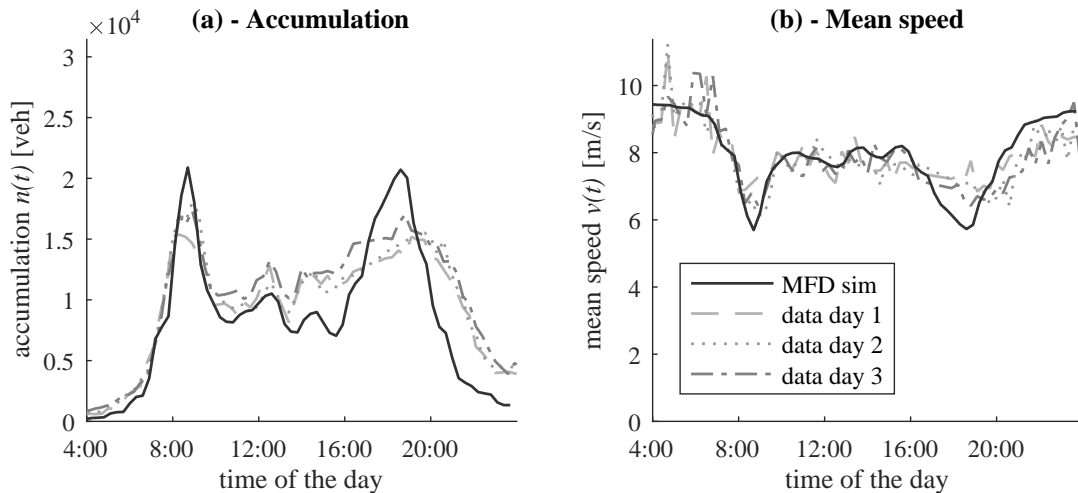 (a) - Accumulation
×10⁴
3
2.5
2
1.5
1
0.5
0
accumulation n(t) [veh]
4:00 8:00 12:00 16:00 20:00
time of the day
(b) - Mean speed
10
8
6
4
2
0
mean speed v(t) [m/s]
MFD sim
data day 1
data day 2
data day 3
4:00 8:00 12:00 16:00 20:00
time of the day